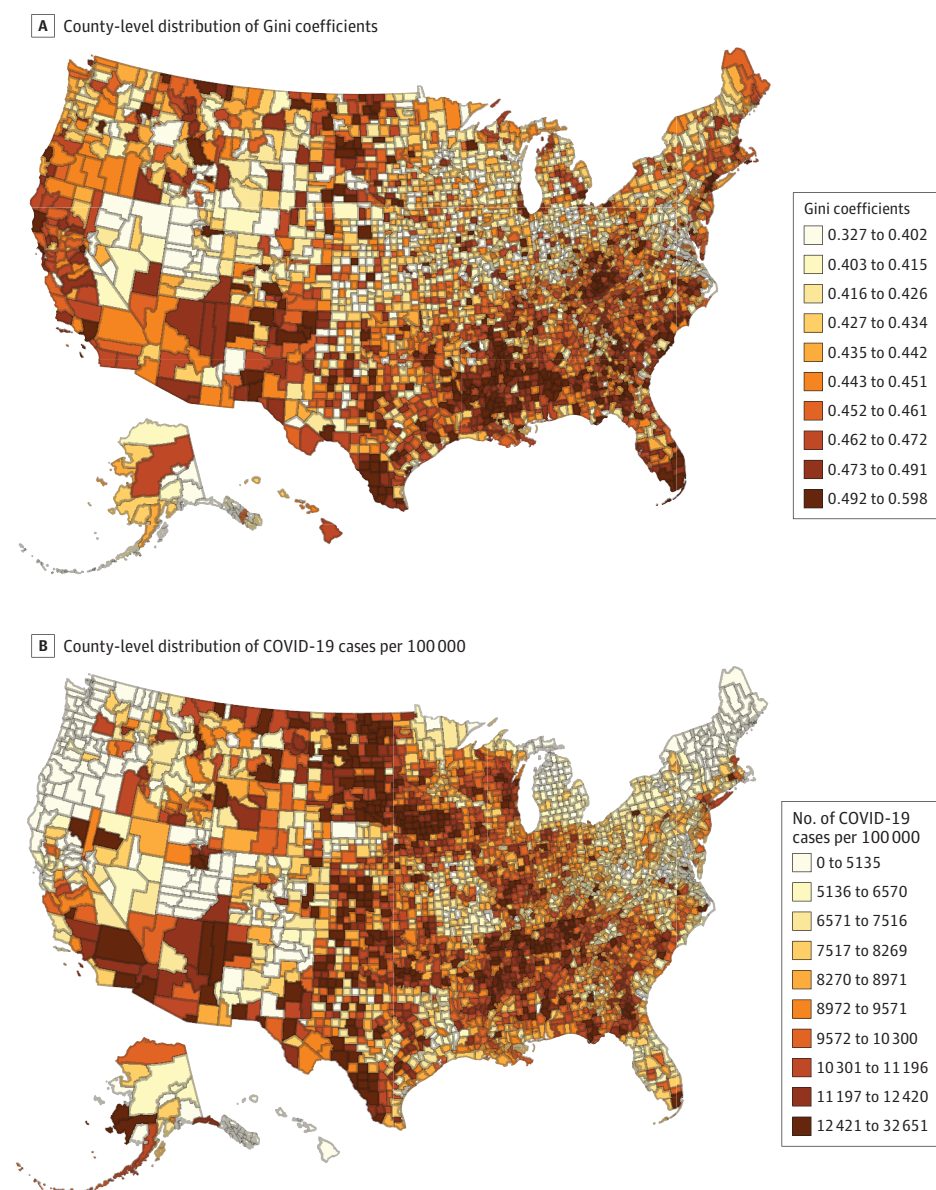 A County-level distribution of Gini coefficients
Gini coefficients
0.327 to 0.402
0.403 to 0.415
0.416 to 0.426
0.427 to 0.434
0.435 to 0.442
0.443 to 0.451
0.452 to 0.461
0.462 to 0.472
0.473 to 0.491
0.492 to 0.598
B County-level distribution of COVID-19 cases per 100 000
No. of COVID-19
cases per 100 000
0 to 5135
5136 to 6570
6571 to 7516
7517 to 8269
8270 to 8971
8972 to 9571
9572 to 10 300
10 301 to 11 196
11 197 to 12 420
12 421 to 32 651